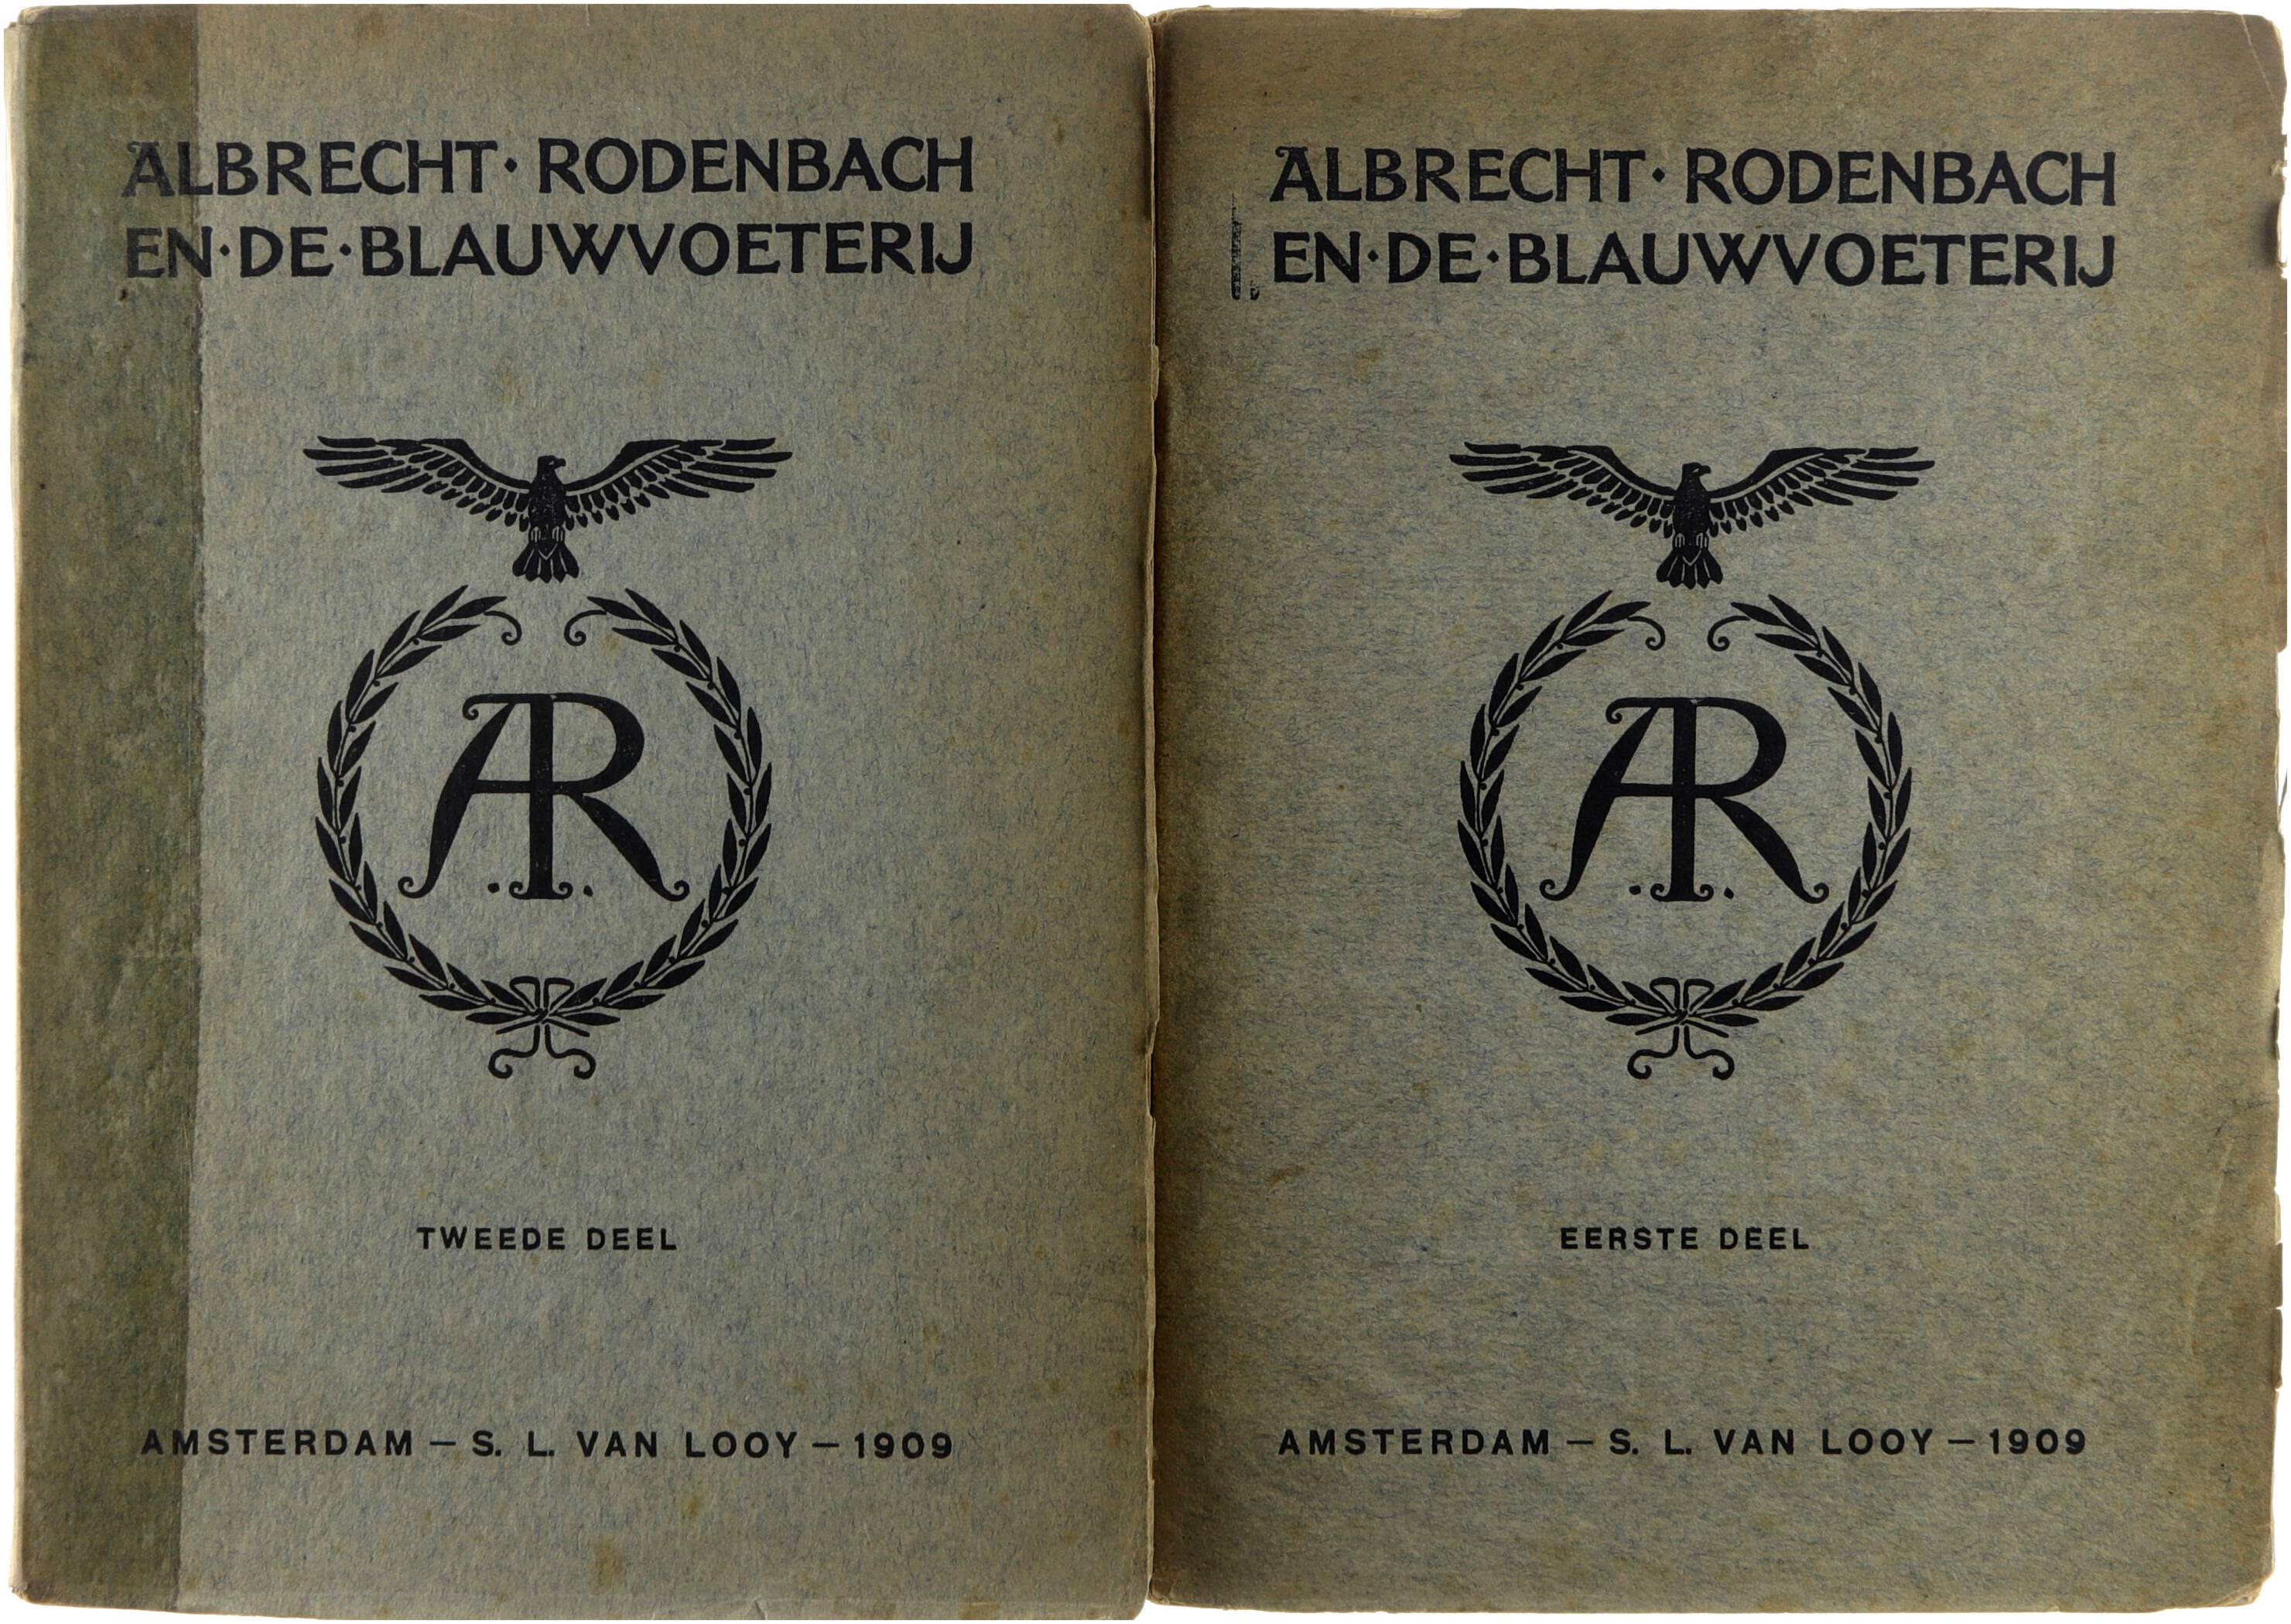 ALBRECHT · RODENBACH
EN · DE · BLAUWVOETERIJ
AR
TWEEDE DEEL
AMSTERDAM — S. L. VAN LOOY — 1909
ALBRECHT · RODENBACH
EN · DE · BLAUWVOETERIJ
AR
EERSTE DEEL
AMSTERDAM — S. L. VAN LOOY — 1909